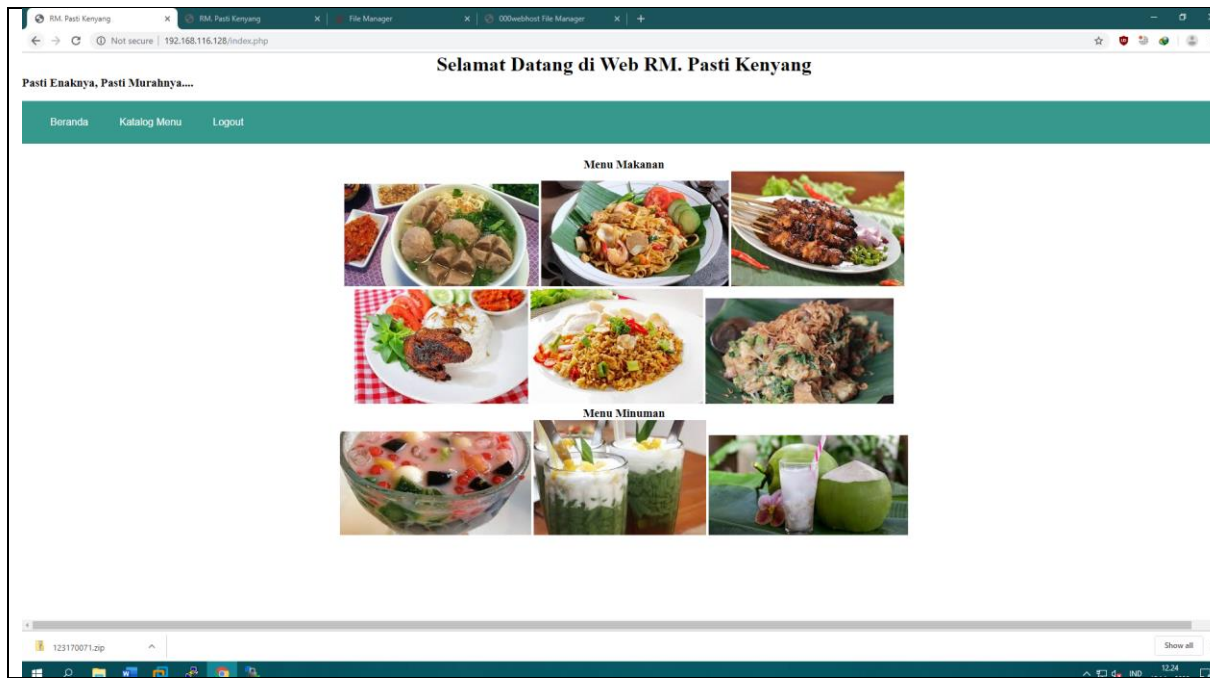 RM. Pasti Kenyang
RM. Pasti Kenyang
File Manager
000webhost File Manager
Not secure | 192.168.116.128/index.php
Selamat Datang di Web RM. Pasti Kenyang
Pasti Enaknya, Pasti Murahnya....
Beranda Katalog Menu Logout
Menu Makanan
Menu Minuman
123170071.zip
Show all
IND
12.24